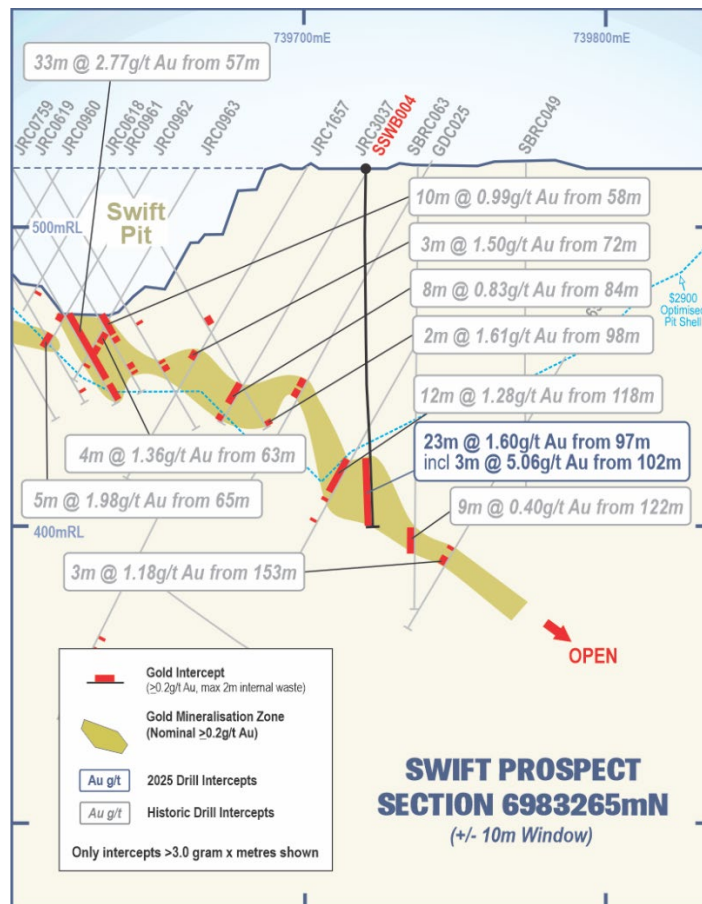 739700mE
739800mE
33m @ 2.77g/t Au from 57m
JRC0759
JRC0619
JRC0960
JRC0618
JRC0961
JRC0962
JRC0963
JRC1657
JRC3037
SSWB004
SBRC063
GDC025
SBRC049
Swift
Pit
500mRL
10m @ 0.99g/t Au from 58m
3m @ 1.50g/t Au from 72m
8m @ 0.83g/t Au from 84m
2m @ 1.61g/t Au from 98m
12m @ 1.28g/t Au from 118m
$2900
Optimised
Pit Shell
23m @ 1.60g/t Au from 97m
incl 3m @ 5.06g/t Au from 102m
4m @ 1.36g/t Au from 63m
5m @ 1.98g/t Au from 65m
9m @ 0.40g/t Au from 122m
400mRL
3m @ 1.18g/t Au from 153m
OPEN
Gold Intercept
(≥0.2g/t Au, max 2m internal waste)
Gold Mineralisation Zone
(Nominal ≥0.2g/t Au)
Au g/t 2025 Drill Intercepts
Au g/t Historic Drill Intercepts
Only intercepts >3.0 gram x metres shown
SWIFT PROSPECT
SECTION 6983265mN
(+/- 10m Window)